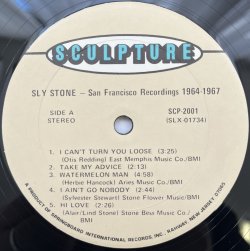 SCULPTURE
SLY STONE – San Francisco Recordings 1964-1967
SIDE A
STEREO
SCP-2001
(SLX-01734)
1. I CAN'T TURN YOU LOOSE (3:25)
(Otis Redding) East Memphis Music Co./BMI
2. TAKE MY ADVICE (2:13)
3. WATERMELON MAN (4:58)
(Herbie Hancock) Aries Music Co./BMI
4. I AIN'T GO NOBODY (2:44)
(Sylvester Stewart) Stone Flower Music/BMI
5. HI LOVE (2:26)
(Alair/Lind Stone) Stone Besi Music Co./
BMI
A PRODUCT OF SPRINGBOARD INTERNATIONAL RECORDS INC., RAHWAY, NEW JERSEY 07065